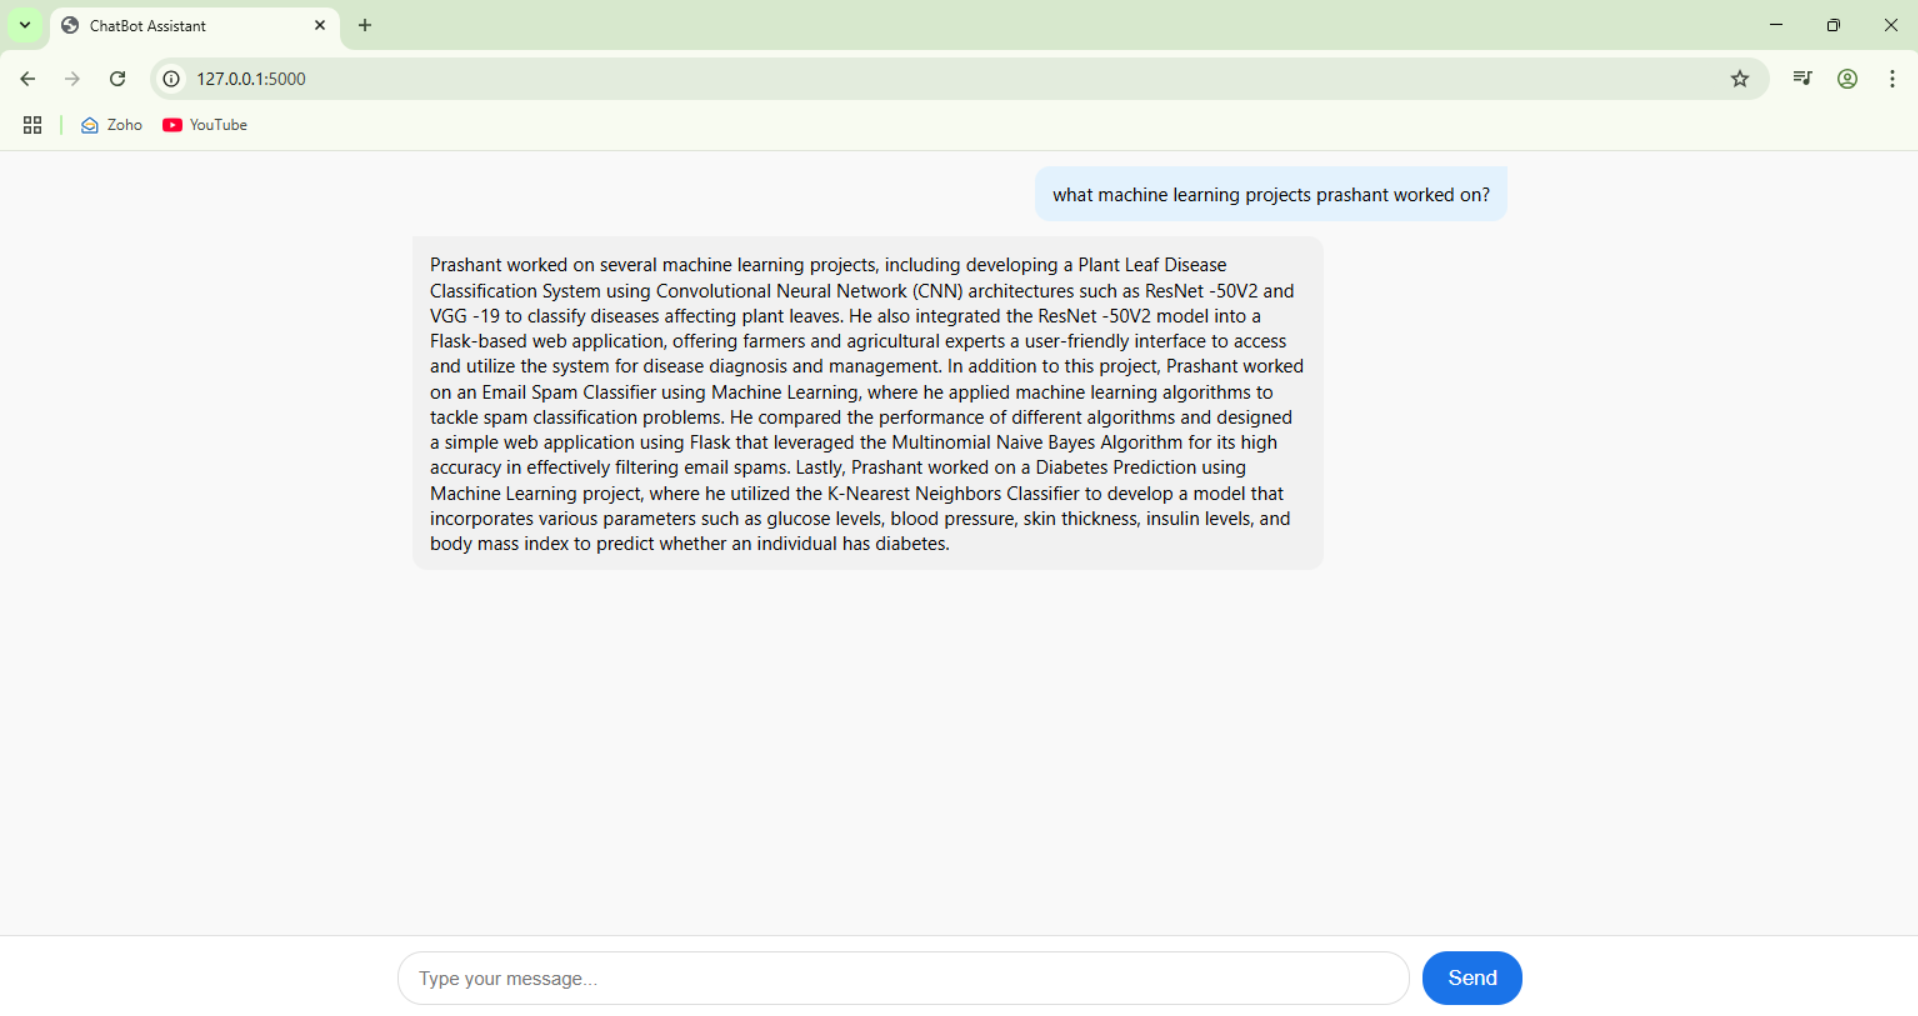 ChatBot Assistant
127.0.0.1:5000
Zoho
YouTube
what machine learning projects prashant worked on?
Prashant worked on several machine learning projects, including developing a Plant Leaf Disease
Classification System using Convolutional Neural Network (CNN) architectures such as ResNet -50V2 and
VGG -19 to classify diseases affecting plant leaves. He also integrated the ResNet -50V2 model into a
Flask-based web application, offering farmers and agricultural experts a user-friendly interface to access
and utilize the system for disease diagnosis and management. In addition to this project, Prashant worked
on an Email Spam Classifier using Machine Learning, where he applied machine learning algorithms to
tackle spam classification problems. He compared the performance of different algorithms and designed
a simple web application using Flask that leveraged the Multinomial Naive Bayes Algorithm for its high
accuracy in effectively filtering email spams. Lastly, Prashant worked on a Diabetes Prediction using
Machine Learning project, where he utilized the K-Nearest Neighbors Classifier to develop a model that
incorporates various parameters such as glucose levels, blood pressure, skin thickness, insulin levels, and
body mass index to predict whether an individual has diabetes.
Type your message...
Send